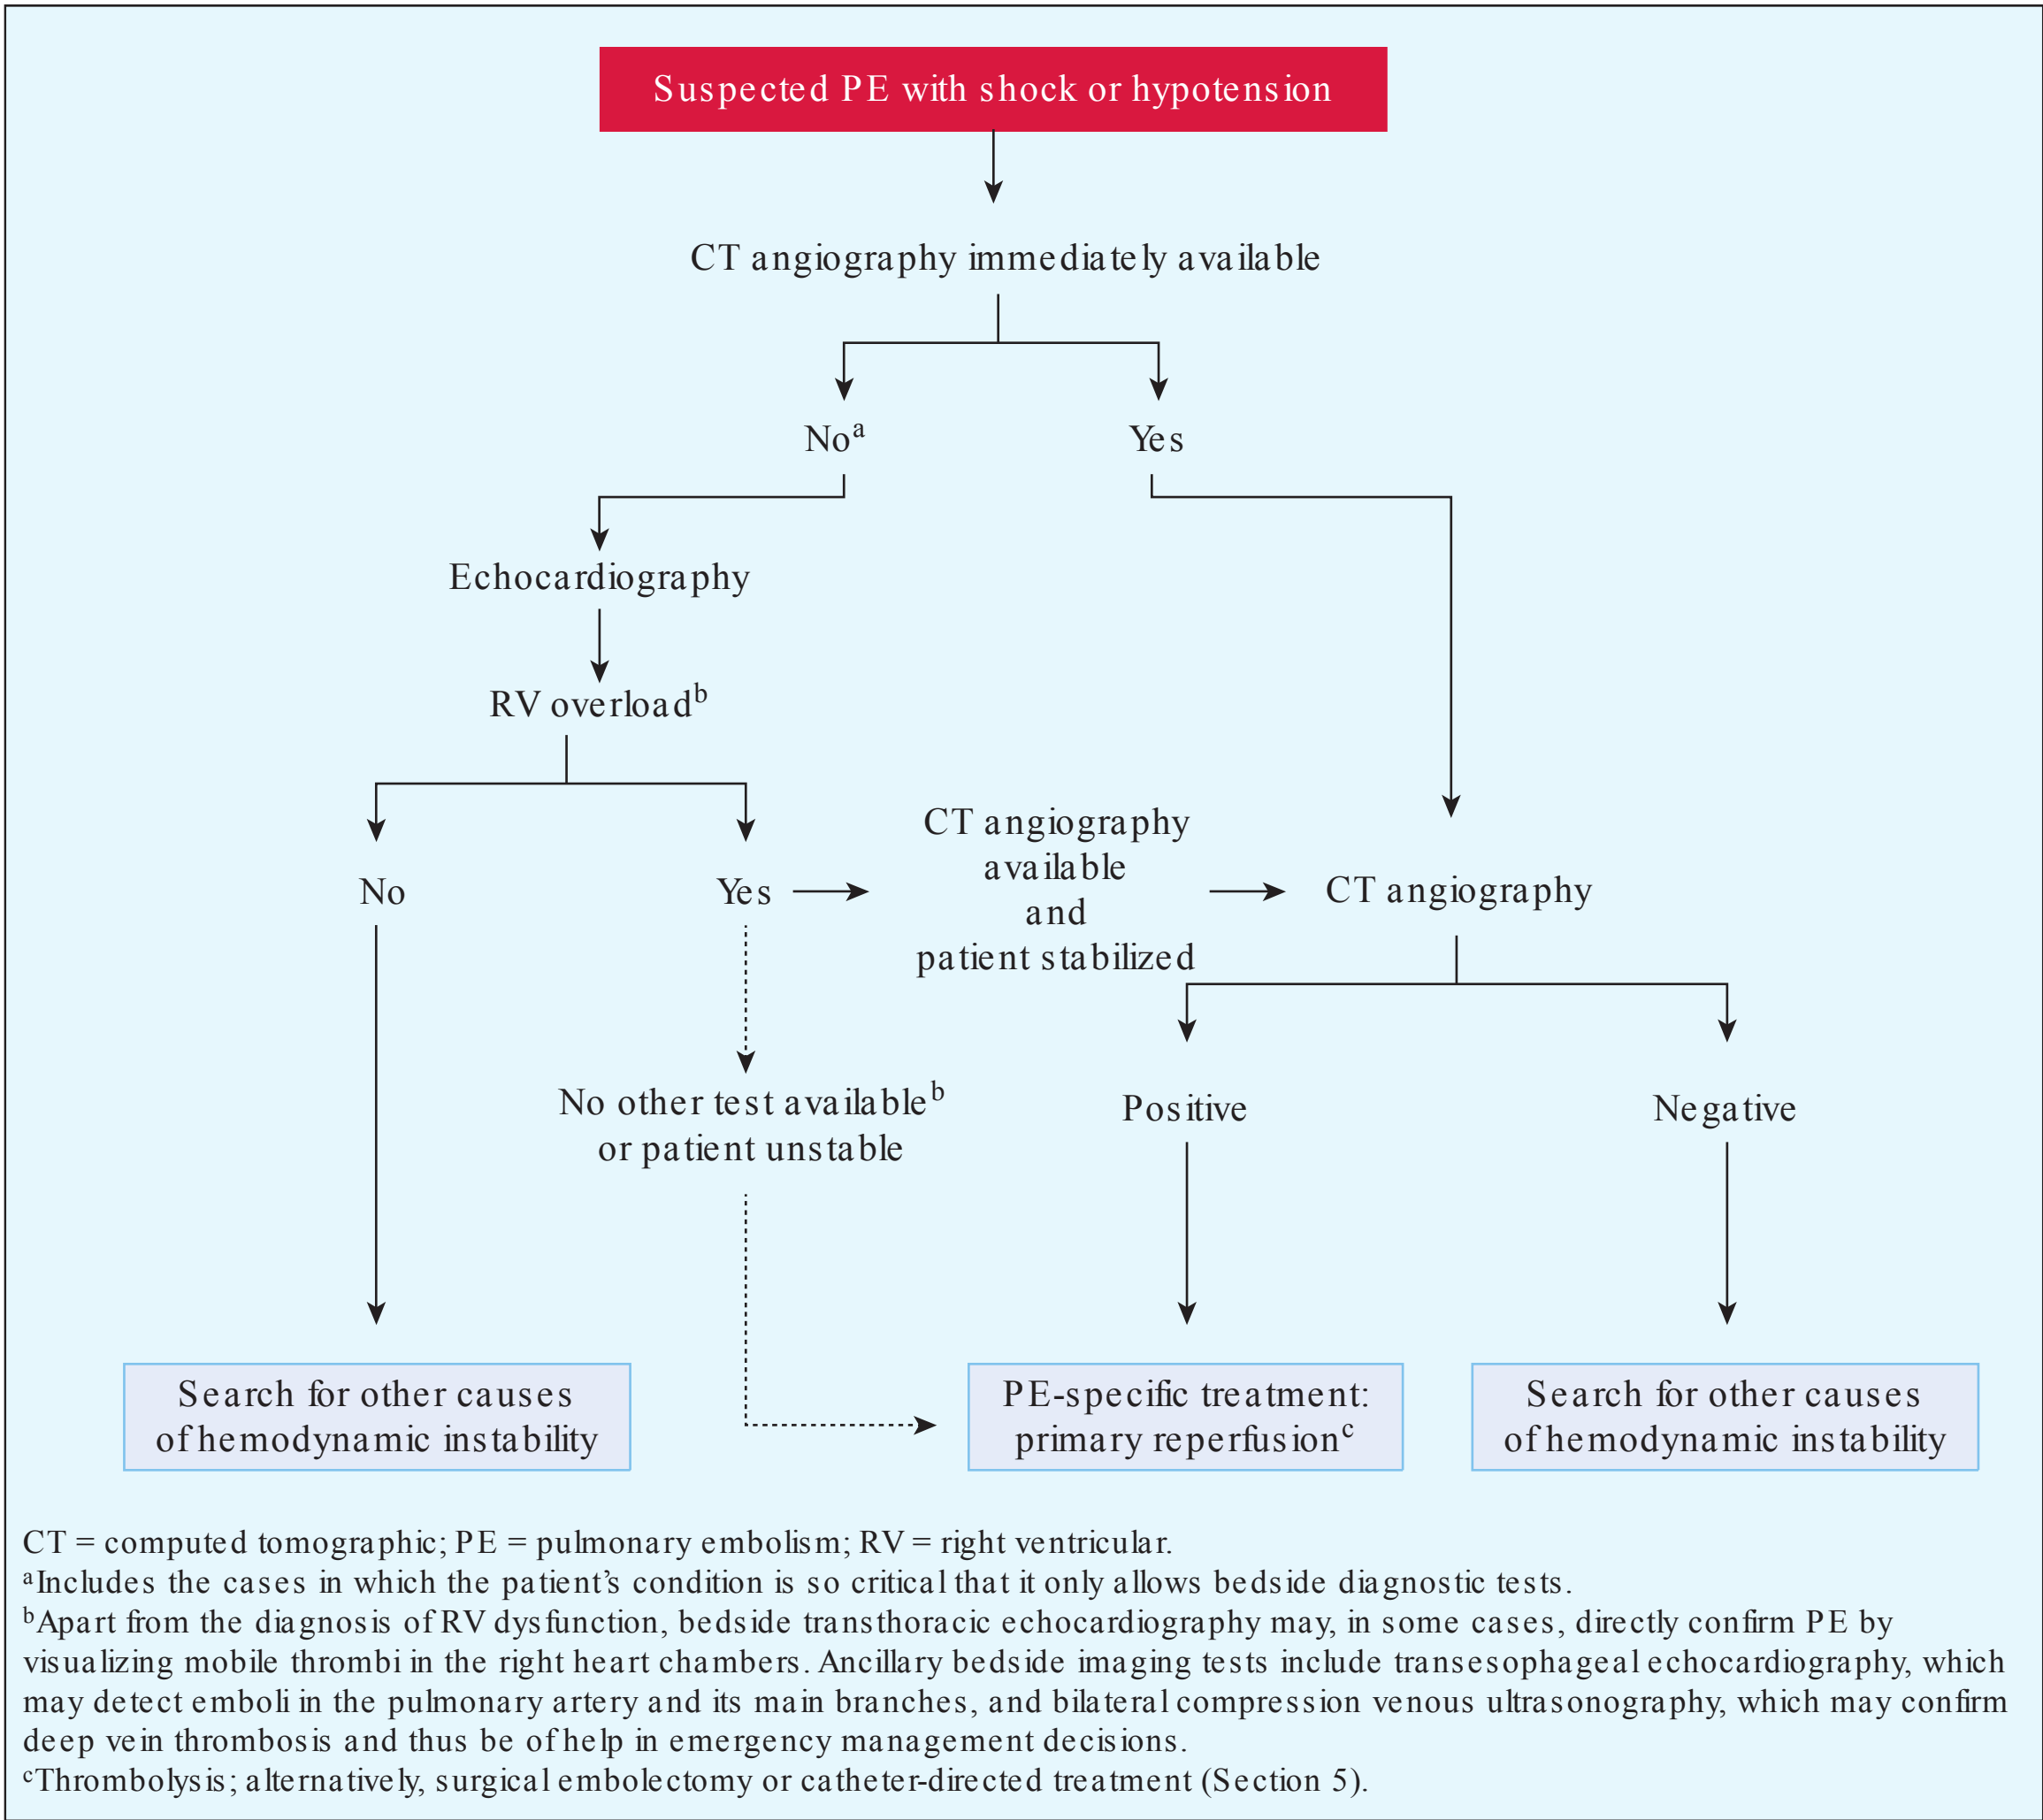 Suspected PE with shock or hypotension
CT angiography immediately available
Noᵃ
Yes
Echocardiography
RV overloadᵇ
No
Yes
CT angiography
available
and
patient stabilized
CT angiography
No other test availableᵇ
or patient unstable
Positive
Negative
Search for other causes
of hemodynamic instability
PE-specific treatment:
primary reperfusionᶜ
Search for other causes
of hemodynamic instability
CT = computed tomographic; PE = pulmonary embolism; RV = right ventricular.
ᵃIncludes the cases in which the patient’s condition is so critical that it only allows bedside diagnostic tests.
ᵇApart from the diagnosis of RV dysfunction, bedside transthoracic echocardiography may, in some cases, directly confirm PE by
visualizing mobile thrombi in the right heart chambers. Ancillary bedside imaging tests include transesophageal echocardiography, which
may detect emboli in the pulmonary artery and its main branches, and bilateral compression venous ultrasonography, which may confirm
deep vein thrombosis and thus be of help in emergency management decisions.
ᶜThrombolysis; alternatively, surgical embolectomy or catheter-directed treatment (Section 5).